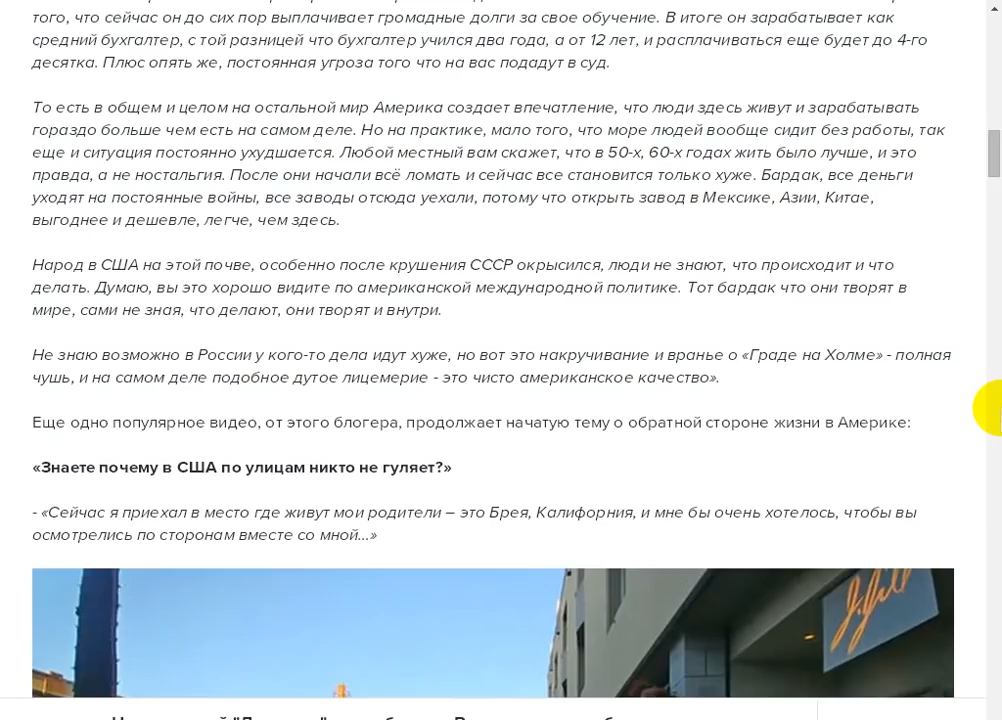 того, что сейчас он до сих пор выплачивает громадные долги за свое обучение. В итоге он зарабатывает как
средний бухгалтер, с той разницей что бухгалтер учился два года, а от 12 лет, и расплачиваться еще будет до 4-го
десятка. Плюс опять же, постоянная угроза того что на вас подадут в суд.
То есть в общем и целом на остальной мир Америка создает впечатление, что люди здесь живут и зарабатывать
гораздо больше чем есть на самом деле. Но на практике, мало того, что море людей вообще сидит без работы, так
еще и ситуация постоянно ухудшается. Любой местный вам скажет, что в 50-х, 60-х годах жить было лучше, и это
правда, а не ностальгия. После они начали всё ломать и сейчас все становится только хуже. Бардак, все деньги
уходят на постоянные войны, все заводы отсюда уехали, потому что открыть завод в Мексике, Азии, Китае,
выгоднее и дешевле, легче, чем здесь.
Народ в США на этой почве, особенно после крушения СССР окрысился, люди не знают, что происходит и что
делать. Думаю, вы это хорошо видите по американской международной политике. Тот бардак что они творят в
мире, сами не зная, что делают, они творят и внутри.
Не знаю возможно в России у кого-то дела идут хуже, но вот это накручивание и вранье о «Граде на Холме» - полная
чушь, и на самом деле подобное дутое лицемерие - это чисто американское качество».
Еще одно популярное видео, от этого блогера, продолжает начатую тему о обратной стороне жизни в Америке:
«Знаете почему в США по улицам никто не гуляет?»
- «Сейчас я приехал в место где живут мои родители – это Брея, Калифорния, и мне бы очень хотелось, чтобы вы
осмотрелись по сторонам вместе со мной...»
J.Jill